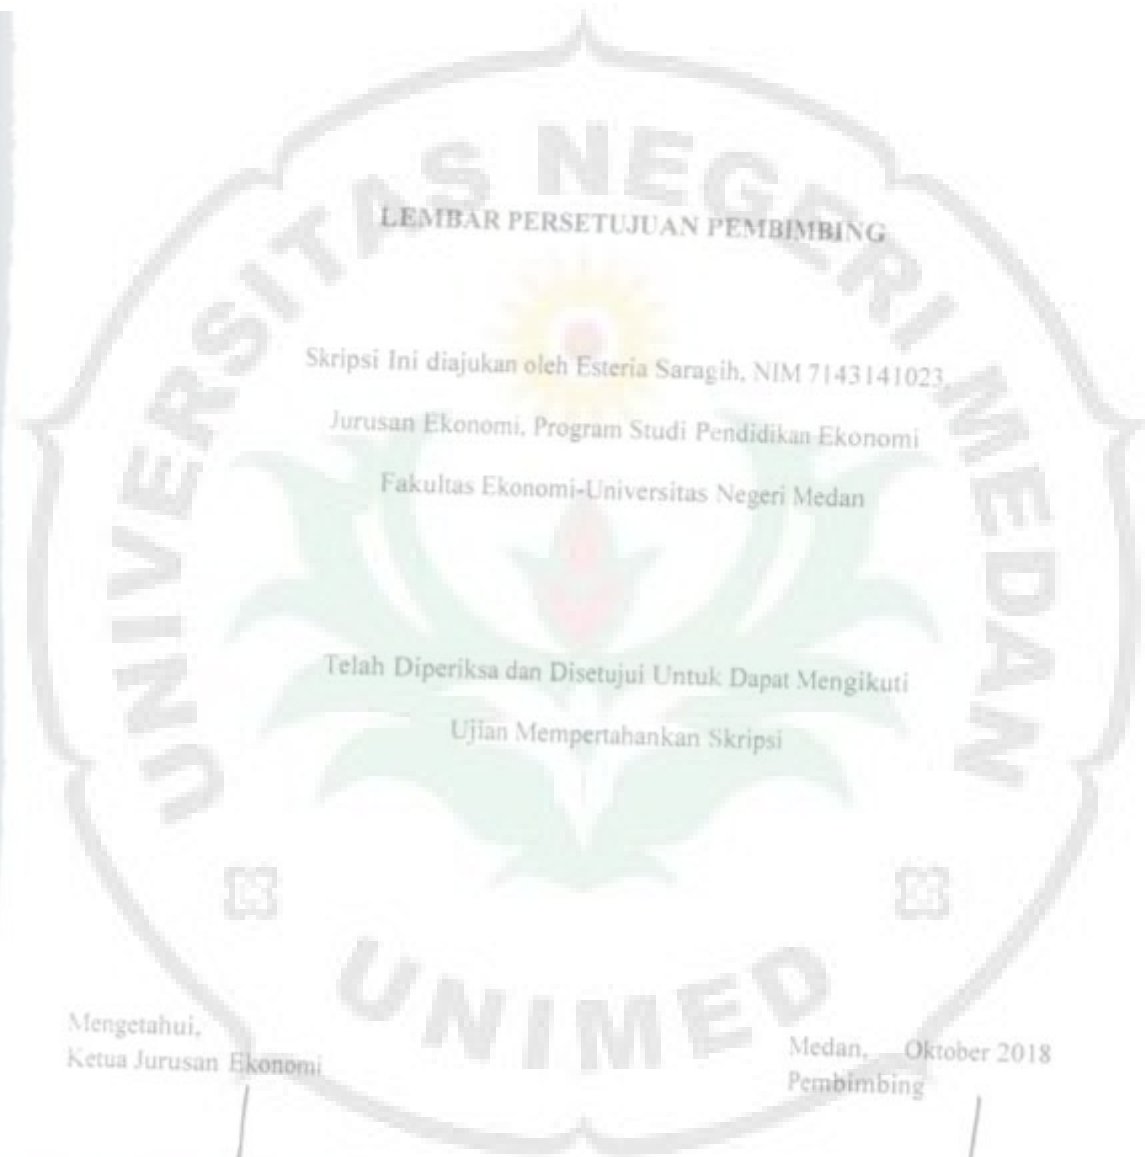 UNIVERSITAS NEGERI MEDAN
LEMBAR PERSETUJUAN PEMBIMBING
Skripsi Ini diajukan oleh Esteria Saragih, NIM 7143141023,
Jurusan Ekonomi, Program Studi Pendidikan Ekonomi
Fakultas Ekonomi-Universitas Negeri Medan
Telah Diperiksa dan Disetujui Untuk Dapat Mengikuti
Ujian Mempertahankan Skripsi
UNIMED
Mengetahui,
Ketua Jurusan Ekonomi
Medan, Oktober 2018
Pembimbing